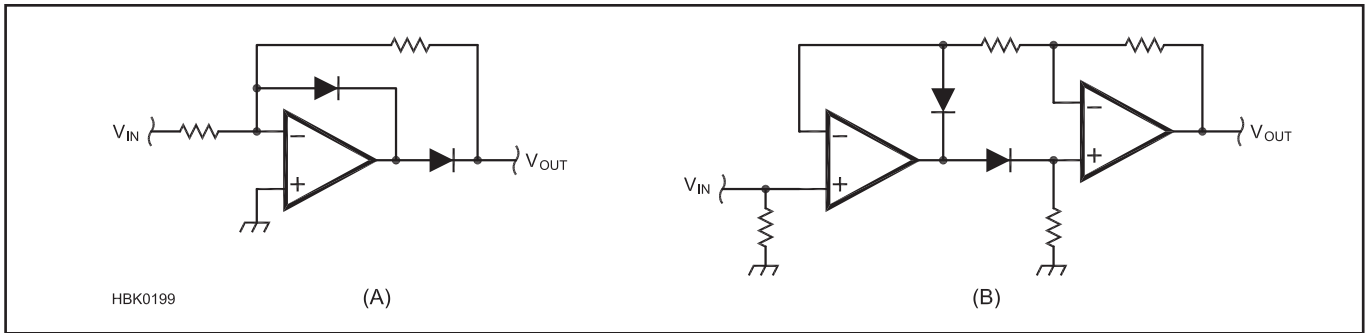 V_IN
−
+
V_OUT
V_IN
−
+
−
+
V_OUT
HBK0199
(A)
(B)